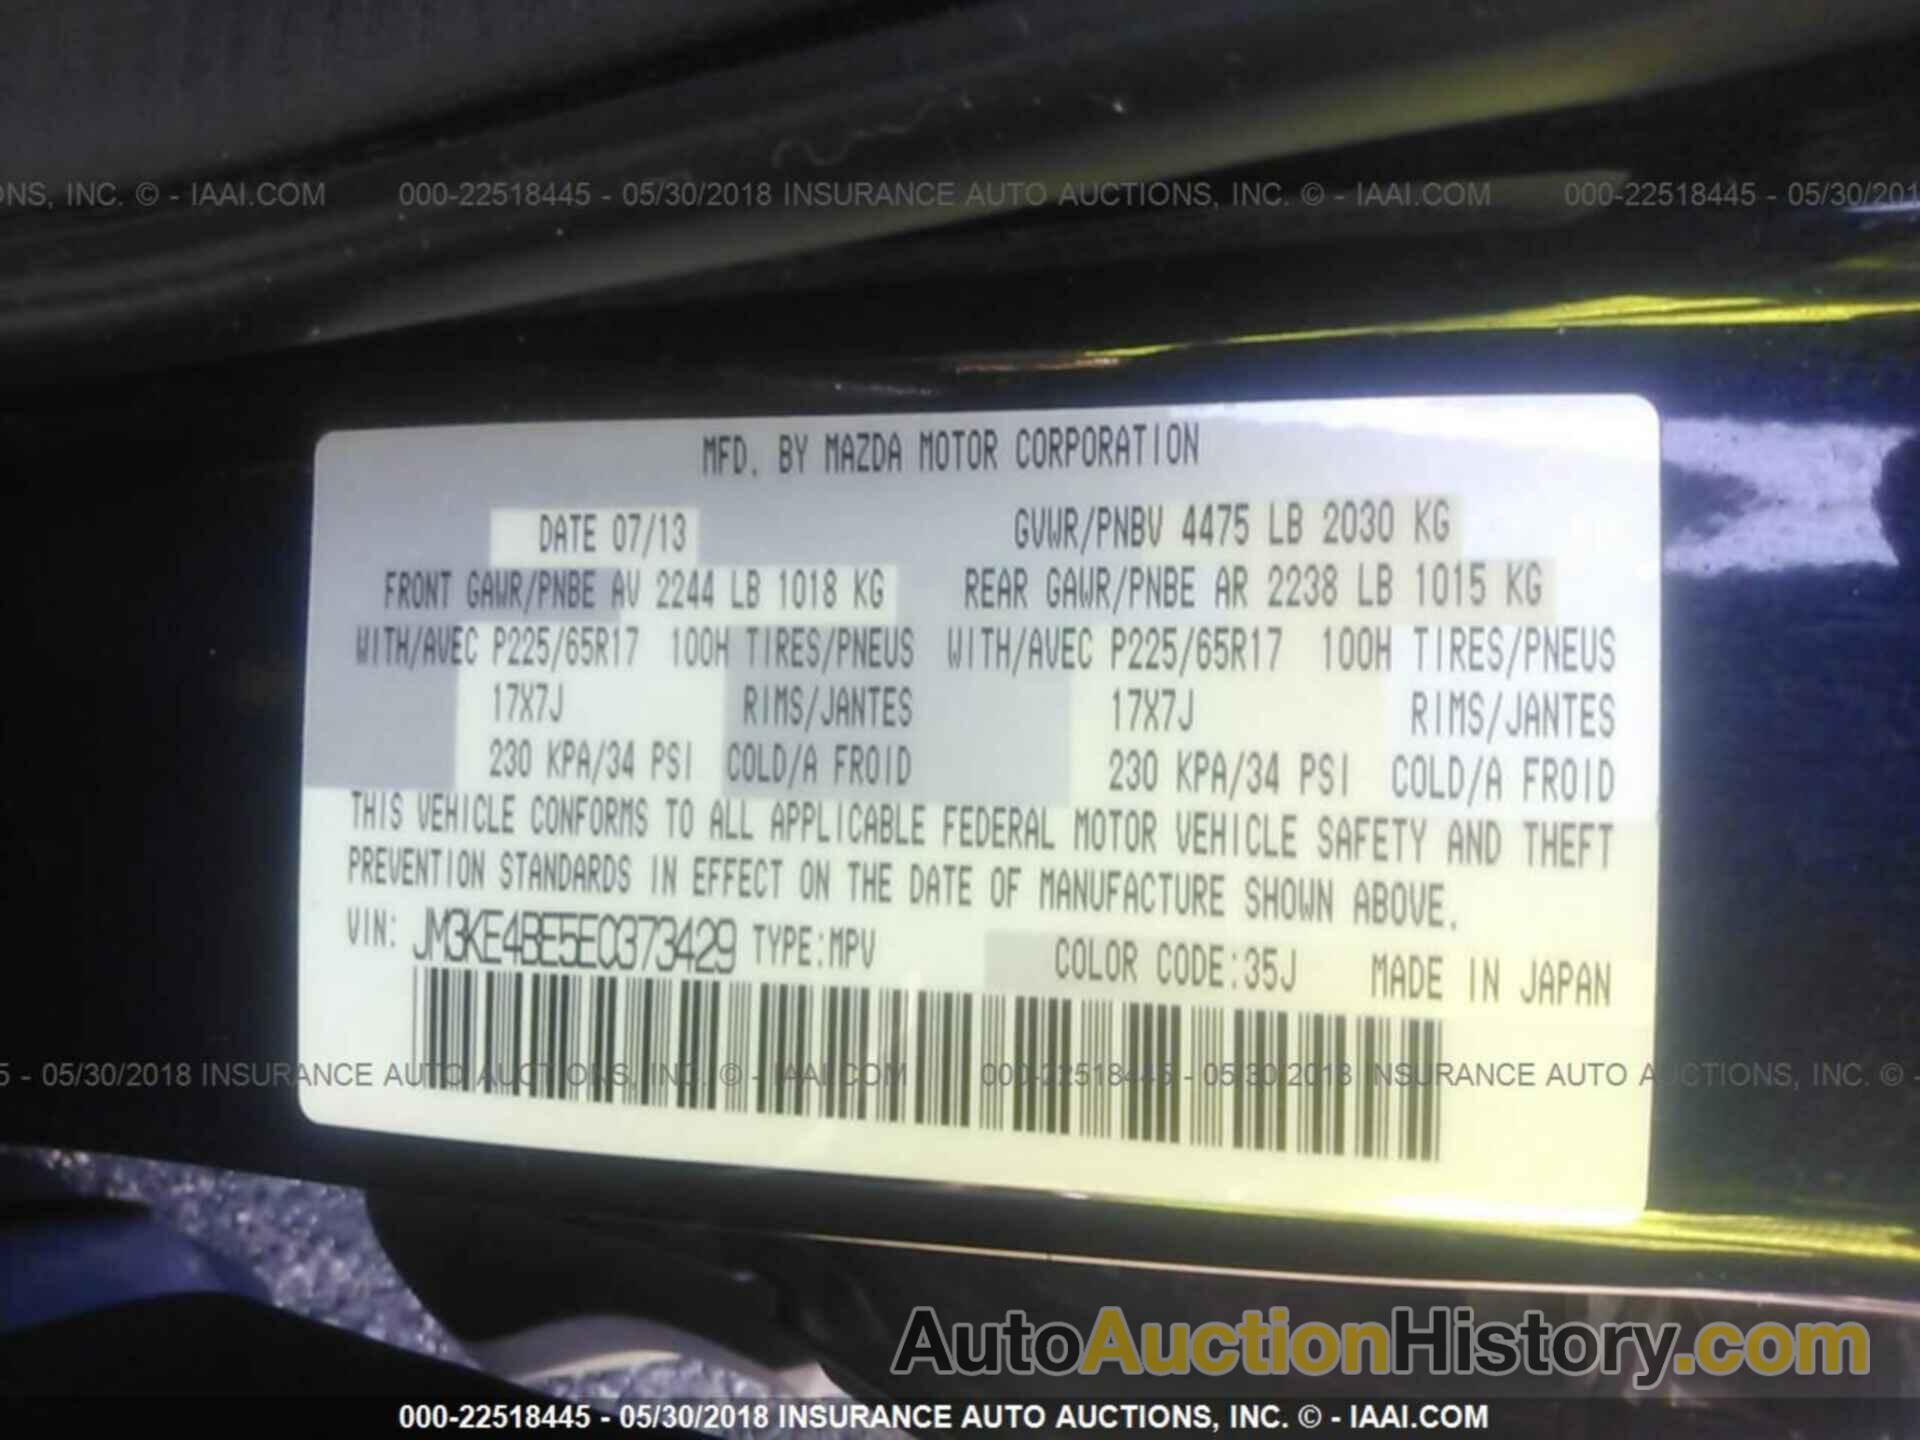 ONS, INC. © - IAAI.COM 000-22518445 - 05/30/2018 INSURANCE AUTO AUCTIONS, INC. © - IAAI.COM 000-22518445 - 05/30/201
MFD. BY MAZDA MOTOR CORPORATION
DATE 07/13 GVWR/PNBV 4475 LB 2030 KG
FRONT GAWR/PNBE AV 2244 LB 1018 KG REAR GAWR/PNBE AR 2238 LB 1015 KG
WITH/AVEC P225/65R17 100H TIRES/PNEUS WITH/AVEC P225/65R17 100H TIRES/PNEUS
17X7J RIMS/JANTES 17X7J RIMS/JANTES
230 KPA/34 PSI COLD/A FROID 230 KPA/34 PSI COLD/A FROID
THIS VEHICLE CONFORMS TO ALL APPLICABLE FEDERAL MOTOR VEHICLE SAFETY AND THEFT
PREVENTION STANDARDS IN EFFECT ON THE DATE OF MANUFACTURE SHOWN ABOVE.
VIN: JM3KE4BE5E0373429 TYPE:MPV COLOR CODE:35J MADE IN JAPAN
5 - 05/30/2018 INSURANCE AUTO AUCTIONS, INC. © - IAAI.COM 000-22518445 - 05/30/2018 INSURANCE AUTO AUCTIONS, INC. © -
AutoAuctionHistory.com
000-22518445 - 05/30/2018 INSURANCE AUTO AUCTIONS, INC. © - IAAI.COM